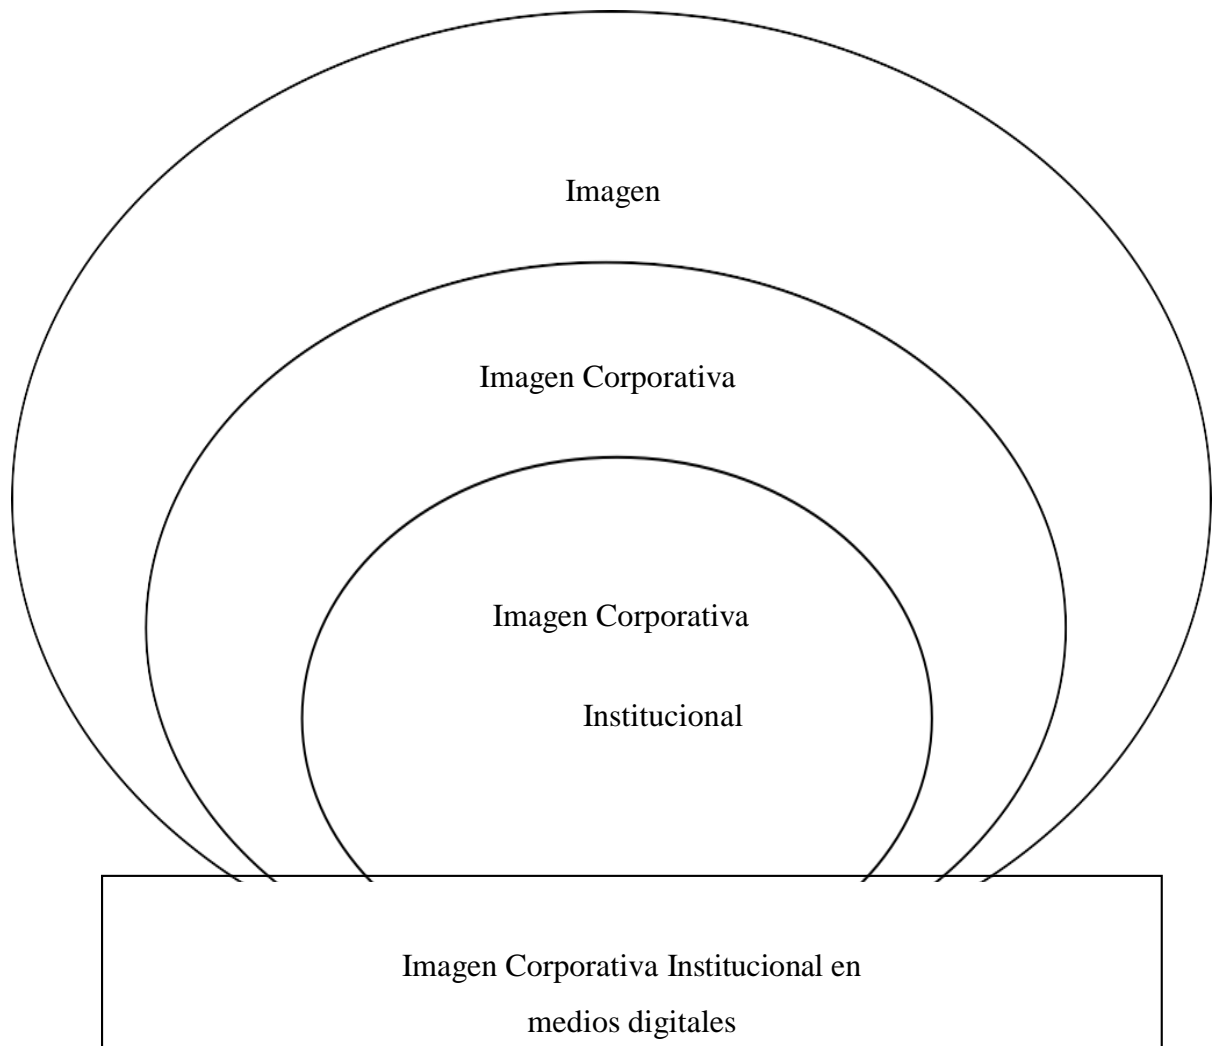 Imagen
Imagen Corporativa
Imagen Corporativa
Institucional
Imagen Corporativa Institucional en
medios digitales